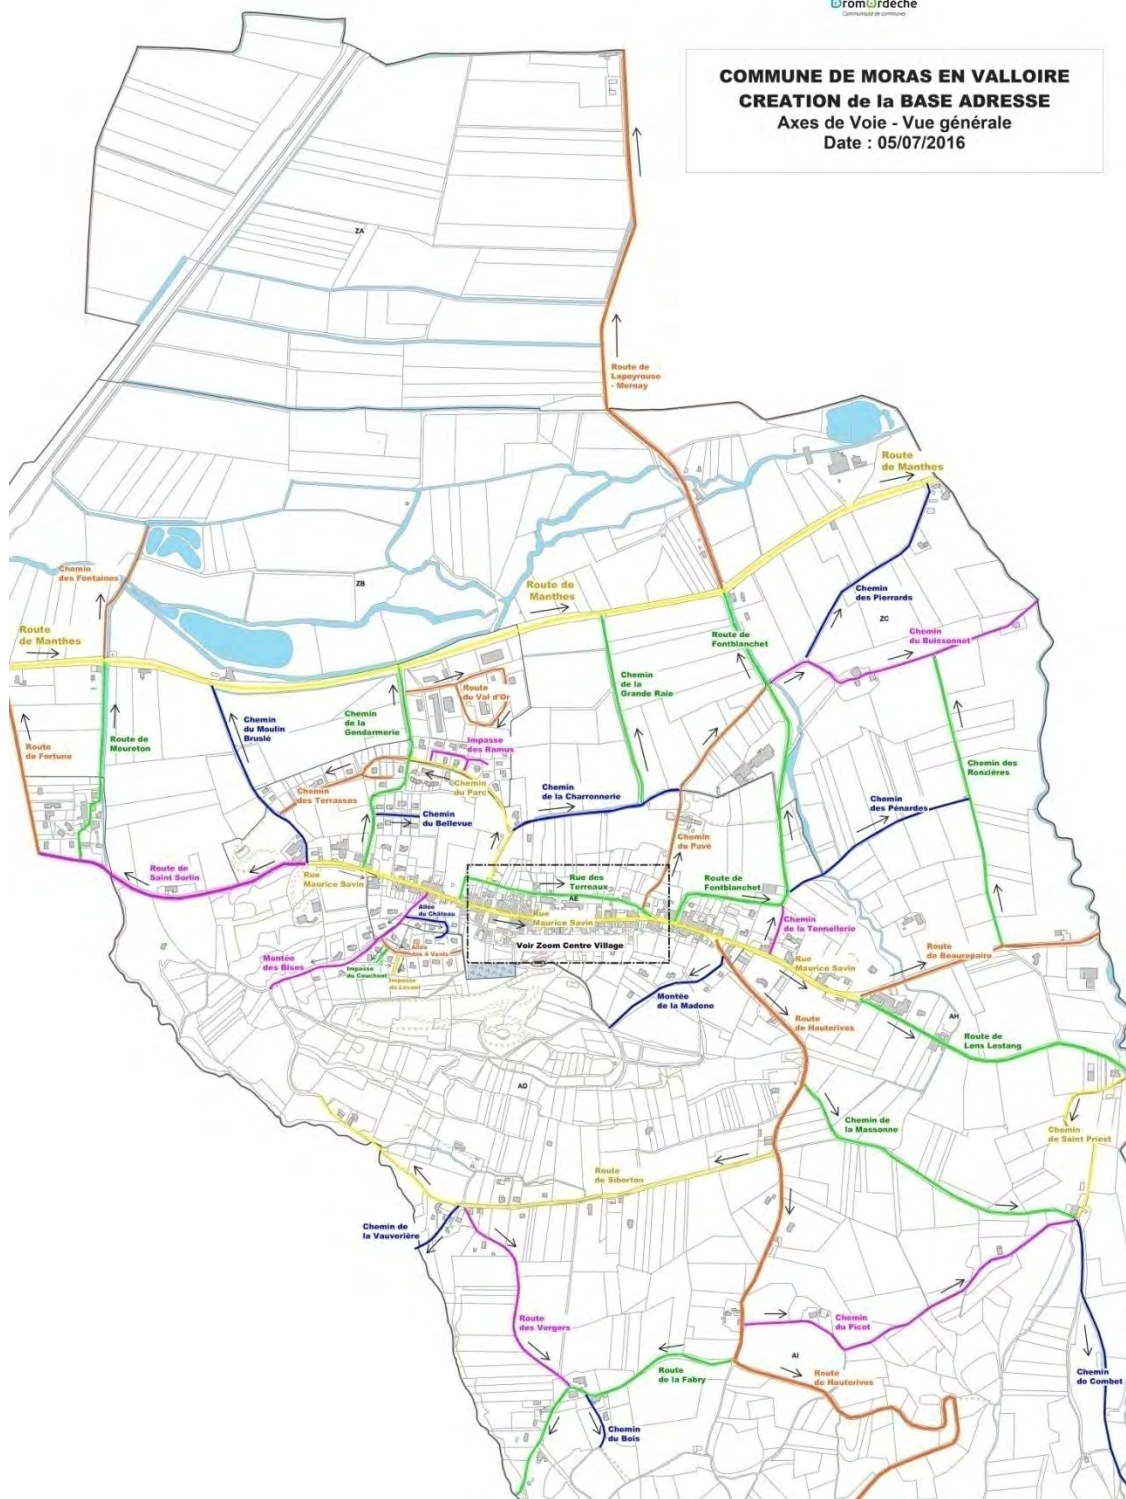 DromArdeche
Communauté de communes
COMMUNE DE MORAS EN VALLOIRE
CREATION de la BASE ADRESSE
Axes de Voie - Vue générale
Date : 05/07/2016
ZA
Route de
Lapeyrouse
- Mornay
Route
de Manthes
Chemin
des Fontaines
ZB
Route de
Manthes
Chemin
des Pierrards
ZC
Route
de Manthes
Route de
Fontblanchet
Chemin
du Buissonnet
Chemin
de la
Grande Raie
Route
du Val d'Or
Chemin
du Moulin
Bruslé
Chemin
de la
Gendarmerie
Route
de Fortune
Route de
Moureton
Impasse
des Ramus
Chemin des
Ronzières
Chemin
des Terrasses
Chemin
du Parc
Chemin
de la Charronnerie
Chemin
du Bellevue
Chemin
des Pénardes
Chemin
du Pavé
Route de
Saint Sorlin
Rue
Maurice Savin
Rue des
Terreaux
AE
Route de
Fontblanchet
Allée
du Château
Rue
Maurice Savin
Chemin
de la Tonnellerie
Voir Zoom Centre Village
Allée
des 4 Vents
Montée
des Bises
Impasse
du Couchant
Impasse
du Levant
Route
de Beaurepaire
Rue
Maurice Savin
Montée
de la Madone
Route
de Hauterives
AH
Route de
Lens Lestang
AD
Chemin de
la Massonne
Chemin
de Saint Priest
Route
de Siberton
Chemin de
la Vauverière
Route
des Vergers
Chemin
du Picot
AI
Route
de la Fabry
Route
de Hauterives
Chemin
de Combet
Chemin
du Bois